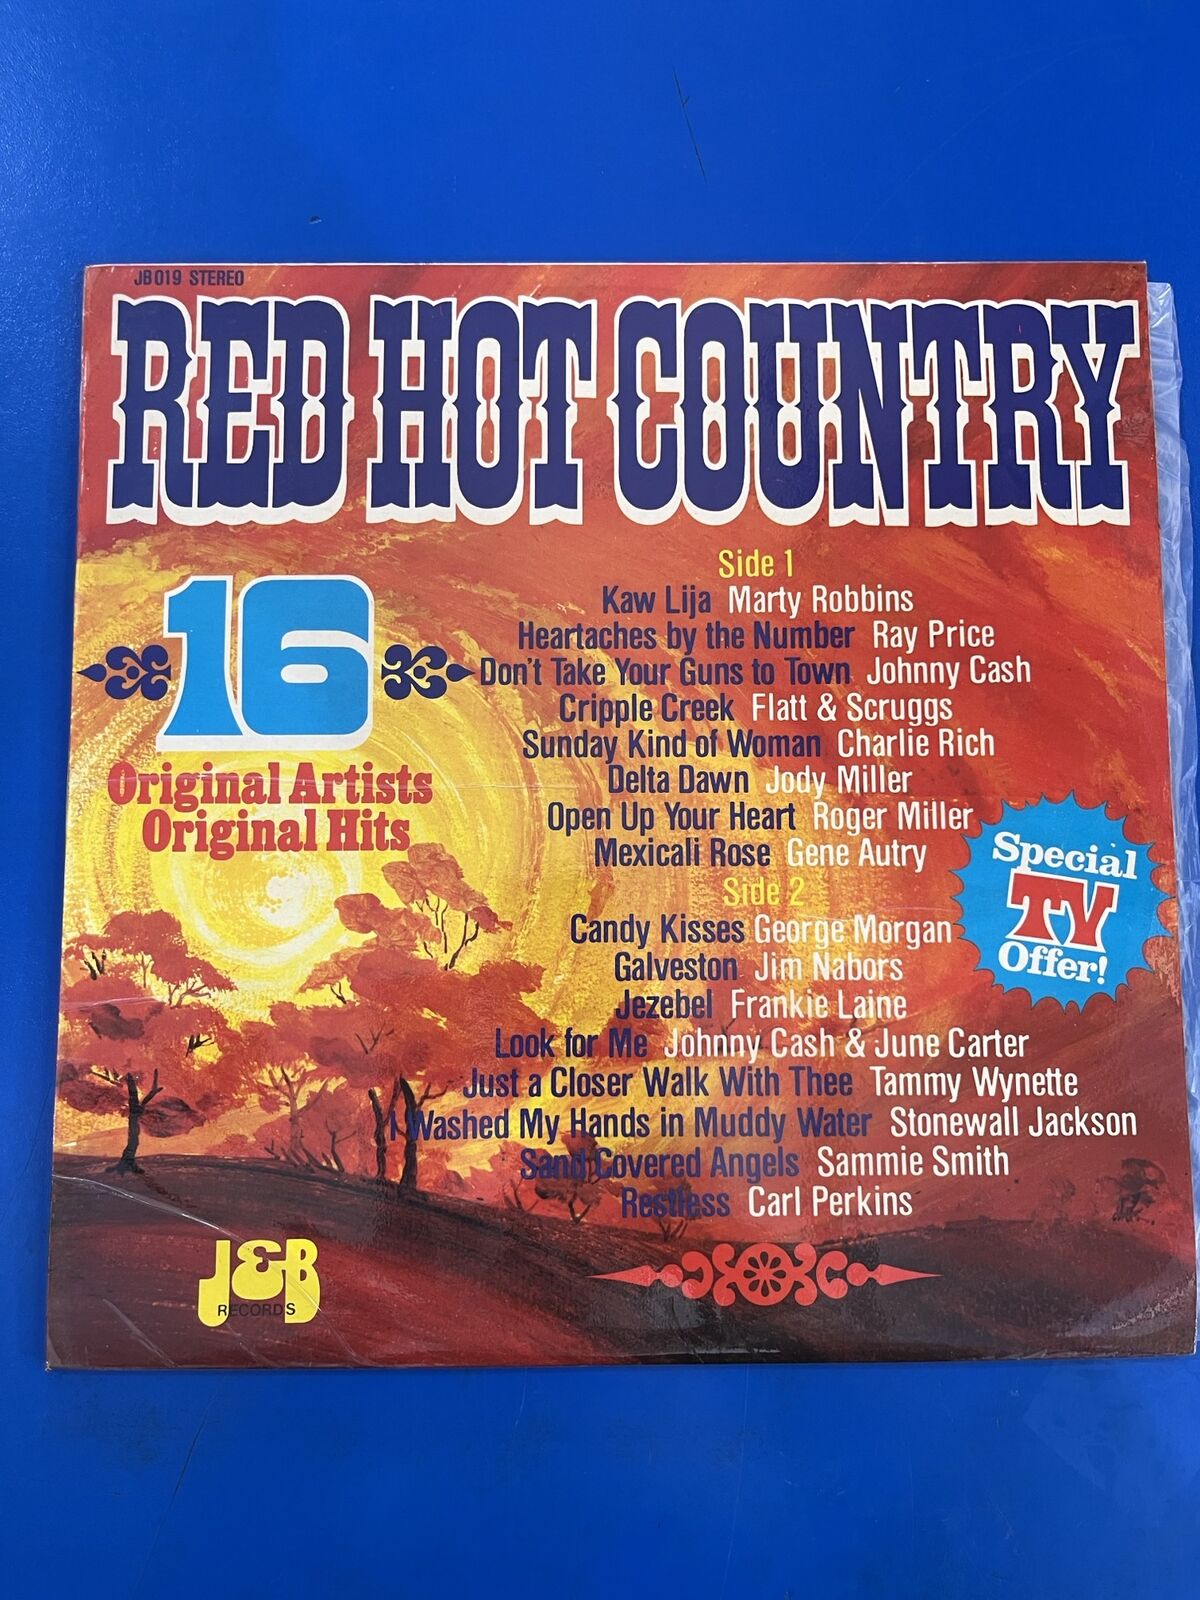 JB019 STEREO
RED HOT COUNTRY
16
Original Artists
Original Hits
Side 1
Kaw Lija Marty Robbins
Heartaches by the Number Ray Price
Don't Take Your Guns to Town Johnny Cash
Cripple Creek Flatt & Scruggs
Sunday Kind of Woman Charlie Rich
Delta Dawn Jody Miller
Open Up Your Heart Roger Miller
Mexicali Rose Gene Autry
Side 2
Candy Kisses George Morgan
Galveston Jim Nabors
Jezebel Frankie Laine
Look for Me Johnny Cash & June Carter
Just a Closer Walk With Thee Tammy Wynette
I Washed My Hands in Muddy Water Stonewall Jackson
Sand Covered Angels Sammie Smith
Restless Carl Perkins
Special
TV
Offer!
J&B
RECORDS